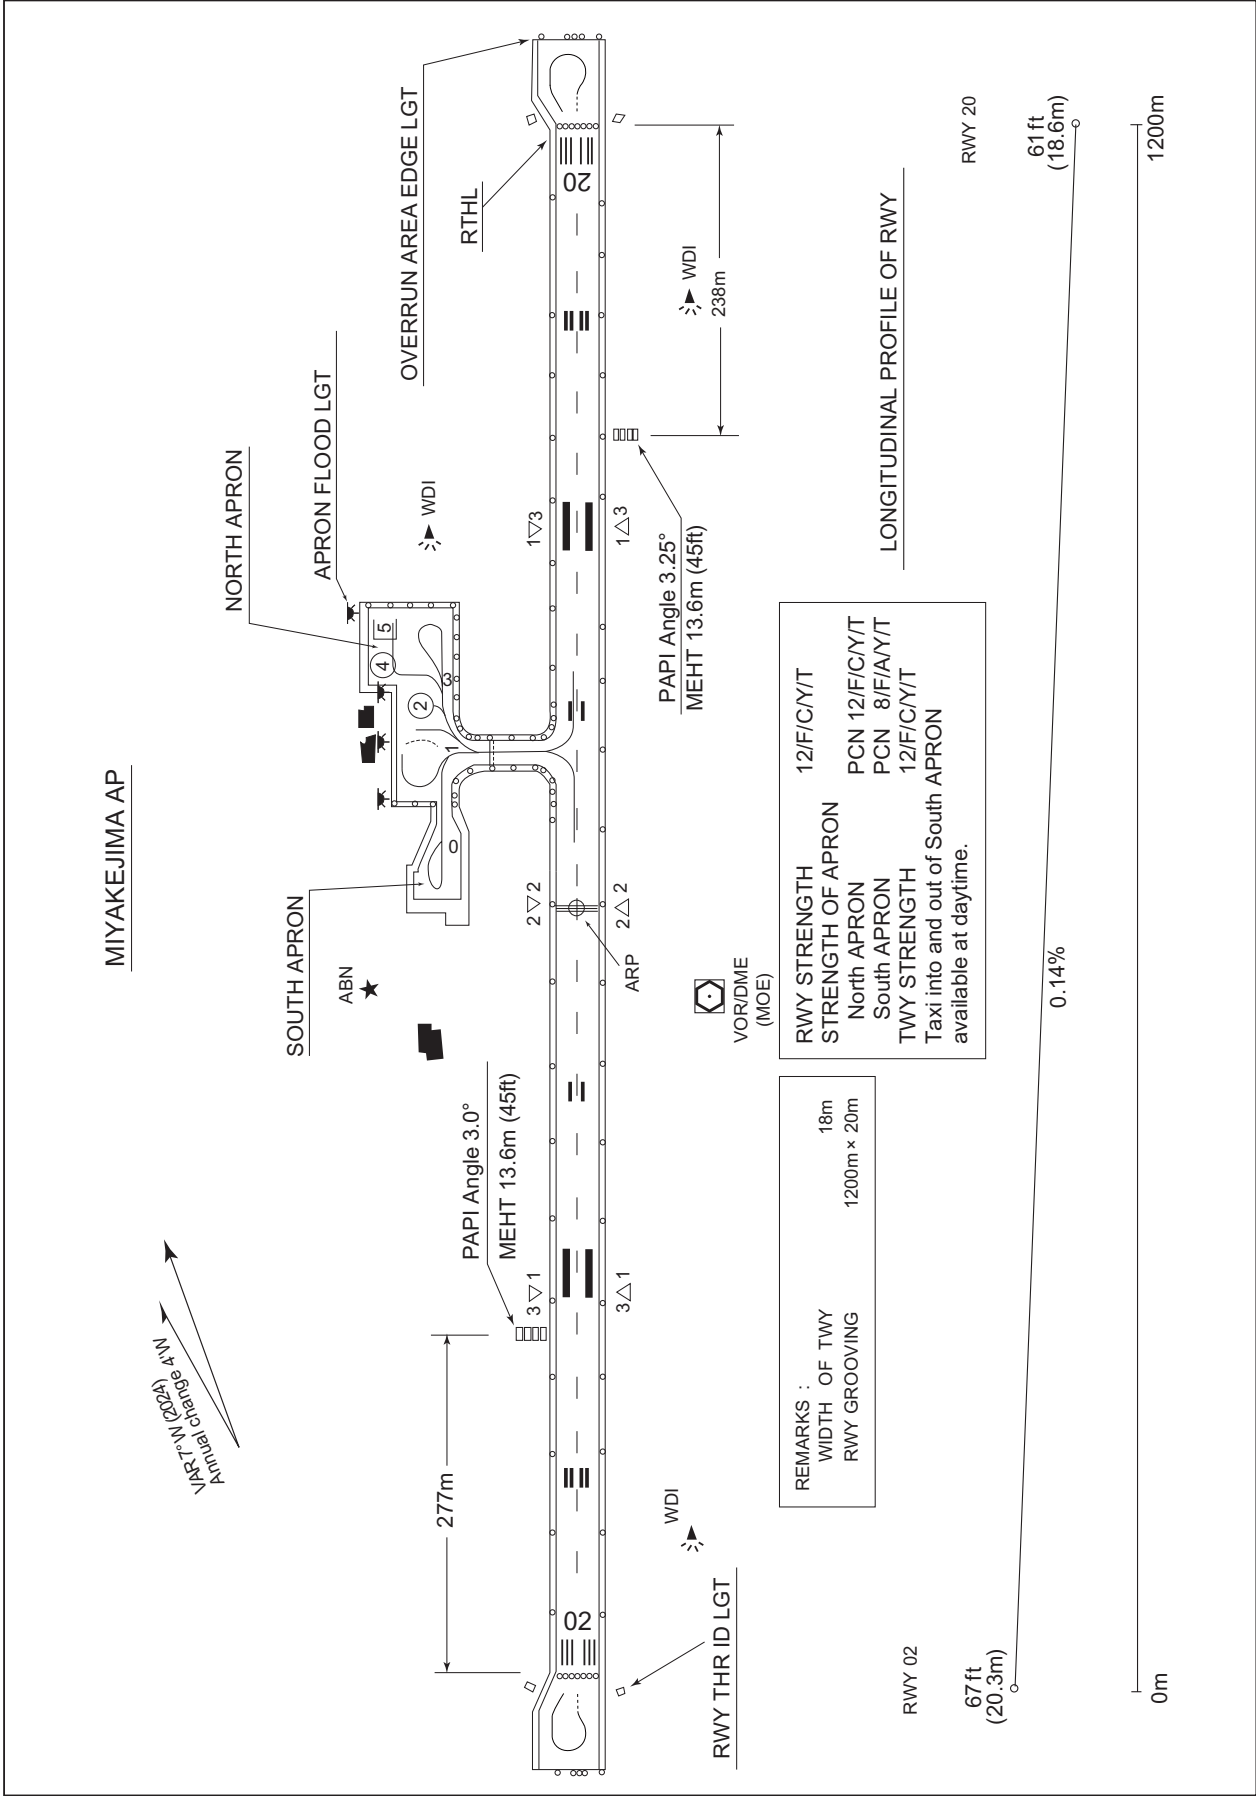 MIYAKEJIMA AP
VAR 7° W (2024)
Annual change 4'W
NORTH APRON
APRON FLOOD LGT
OVERRUN AREA EDGE LGT
RTHL
SOUTH APRON
ABN
WDI
5
4
3
2
1
0
PAPI Angle 3.0°
MEHT 13.6m (45ft)
277m
3 1
2 2
1 3
02
20
3 1
2 2
1 3
ARP
WDI
238m
PAPI Angle 3.25°
MEHT 13.6m (45ft)
WDI
RWY THR ID LGT
VOR/DME
(MOE)
REMARKS :
WIDTH OF TWY 18m
RWY GROOVING 1200m × 20m
RWY STRENGTH 12/F/C/Y/T
STRENGTH OF APRON
North APRON PCN 12/F/C/Y/T
South APRON PCN 8/F/A/Y/T
TWY STRENGTH 12/F/C/Y/T
Taxi into and out of South APRON
available at daytime.
LONGITUDINAL PROFILE OF RWY
RWY 02
RWY 20
67ft
(20.3m)
0.14%
61ft
(18.6m)
0m
1200m